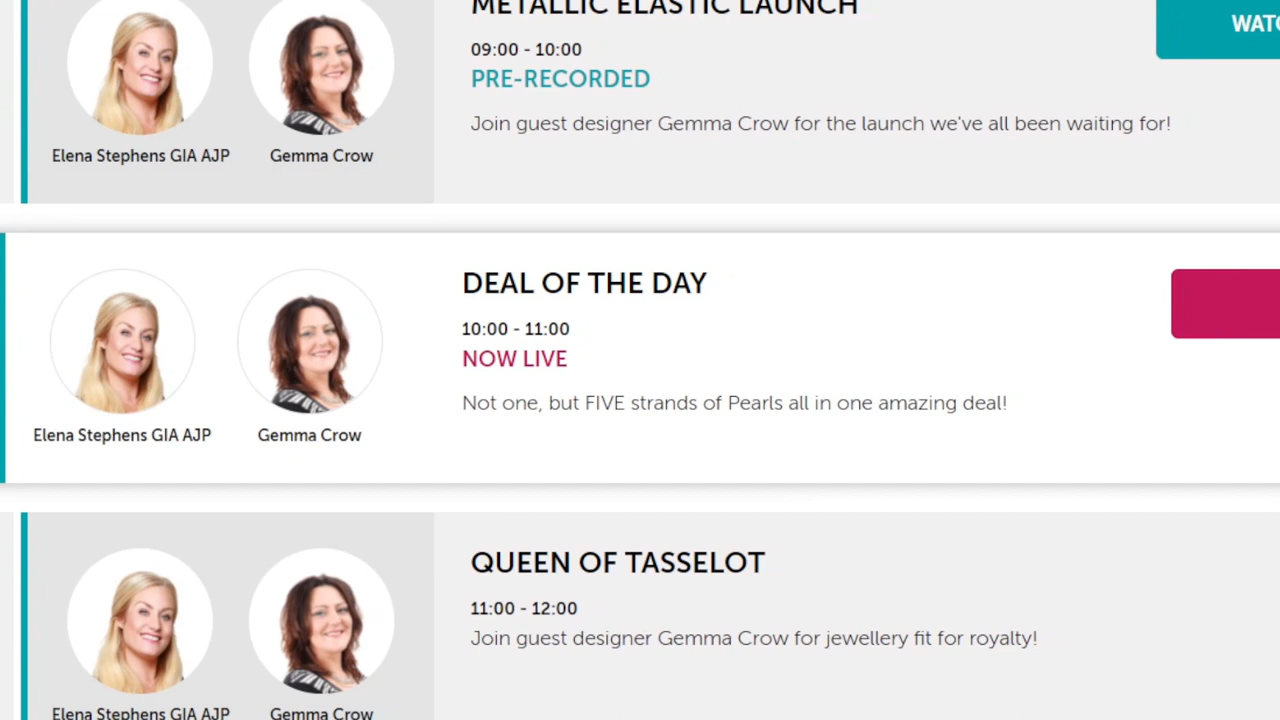 METALLIC ELASTIC LAUNCH
WATC
09:00 - 10:00
PRE-RECORDED
Join guest designer Gemma Crow for the launch we've all been waiting for!
Elena Stephens GIA AJP
Gemma Crow
DEAL OF THE DAY
10:00 - 11:00
NOW LIVE
Not one, but FIVE strands of Pearls all in one amazing deal!
Elena Stephens GIA AJP
Gemma Crow
QUEEN OF TASSELOT
11:00 - 12:00
Join guest designer Gemma Crow for jewellery fit for royalty!
Elena Stephens GIA AJP
Gemma Crow